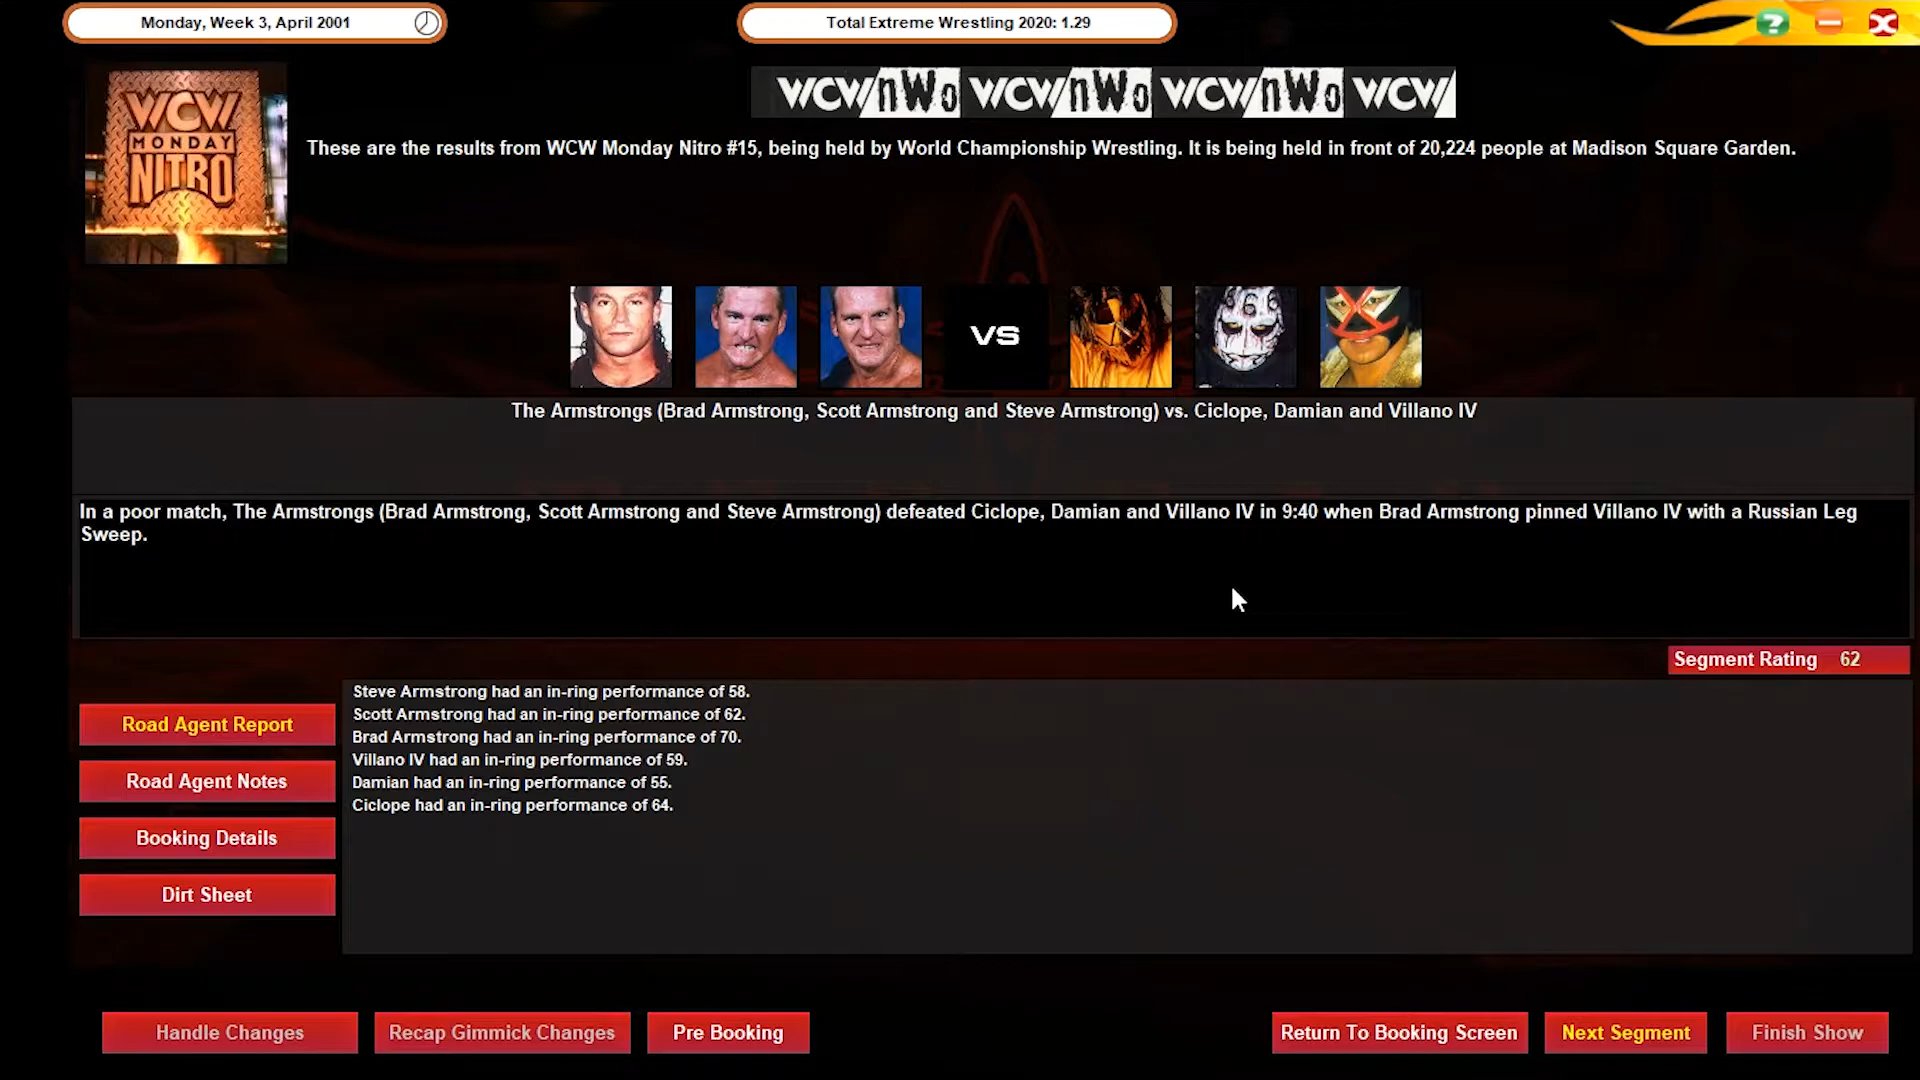 Monday, Week 3, April 2001
Total Extreme Wrestling 2020: 1.29
?
WCW
MONDAY
NITRO
WCW/nWo WCW/nWo WCW/nWo WCW/
These are the results from WCW Monday Nitro #15, being held by World Championship Wrestling. It is being held in front of 20,224 people at Madison Square Garden.
VS
666
The Armstrongs (Brad Armstrong, Scott Armstrong and Steve Armstrong) vs. Ciclope, Damian and Villano IV
In a poor match, The Armstrongs (Brad Armstrong, Scott Armstrong and Steve Armstrong) defeated Ciclope, Damian and Villano IV in 9:40 when Brad Armstrong pinned Villano IV with a Russian Leg
Sweep.
Segment Rating 62
Road Agent Report
Road Agent Notes
Booking Details
Dirt Sheet
Steve Armstrong had an in-ring performance of 58.
Scott Armstrong had an in-ring performance of 62.
Brad Armstrong had an in-ring performance of 70.
Villano IV had an in-ring performance of 59.
Damian had an in-ring performance of 55.
Ciclope had an in-ring performance of 64.
Handle Changes
Recap Gimmick Changes
Pre Booking
Return To Booking Screen
Next Segment
Finish Show